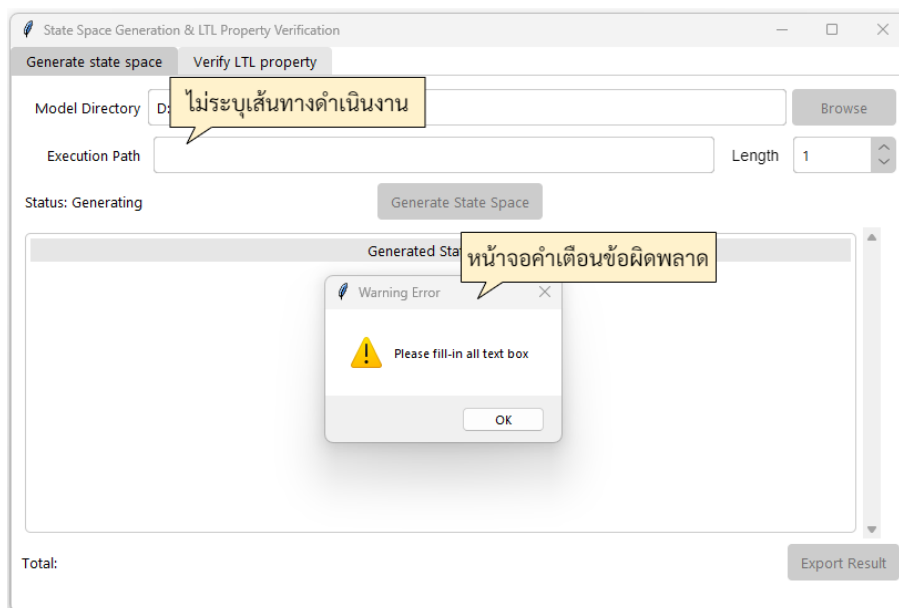 State Space Generation & LTL Property Verification
Generate state space
Verify LTL property
ไม่ระบุเส้นทางดำเนินงาน
Model Directory
D:
Browse
Execution Path
Length
1
Status: Generating
Generate State Space
Generated
หน้าจอคำเตือนข้อผิดพลาด
Warning Error
Please fill-in all text box
OK
Total:
Export Result